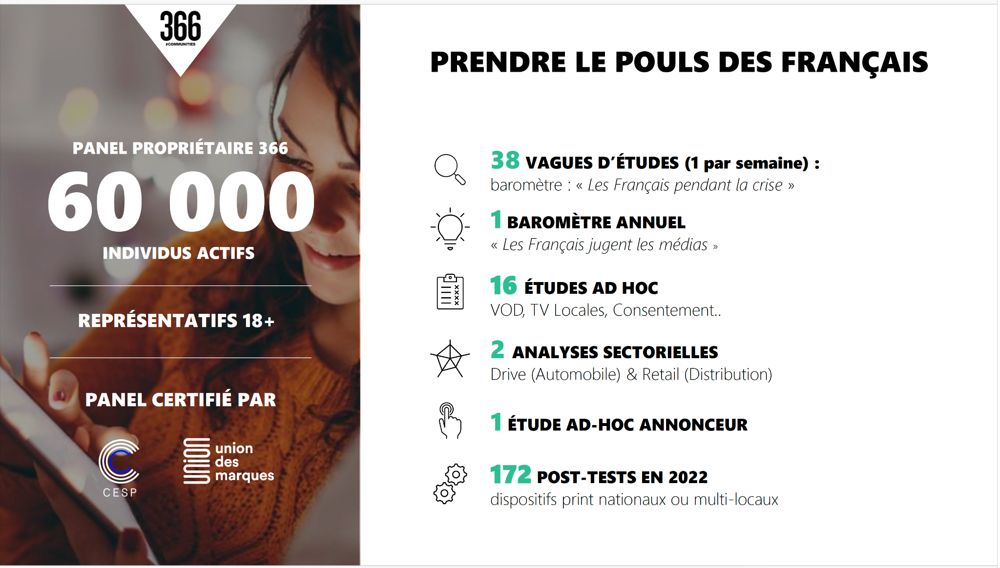 366
#COMMUNITIES
PANEL PROPRIÉTAIRE 366
60 000
INDIVIDUS ACTIFS
REPRÉSENTATIFS 18+
PANEL CERTIFIÉ PAR
CESP
union
des
marques
PRENDRE LE POULS DES FRANÇAIS
38 VAGUES D’ÉTUDES (1 par semaine) :
baromètre : « Les Français pendant la crise »
1 BAROMÈTRE ANNUEL
« Les Français jugent les médias »
16 ÉTUDES AD HOC
VOD, TV Locales, Consentement..
2 ANALYSES SECTORIELLES
Drive (Automobile) & Retail (Distribution)
1 ÉTUDE AD-HOC ANNONCEUR
172 POST-TESTS EN 2022
dispositifs print nationaux ou multi-locaux